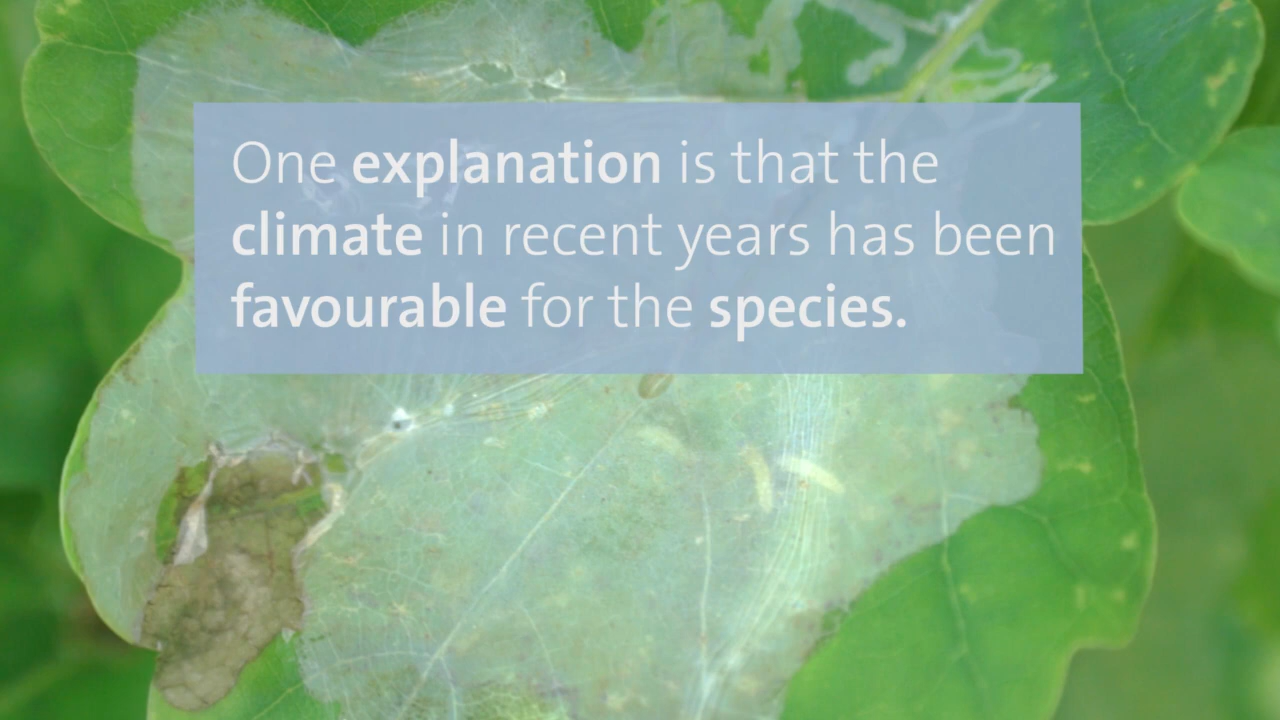 One explanation is that the
climate in recent years has been
favourable for the species.